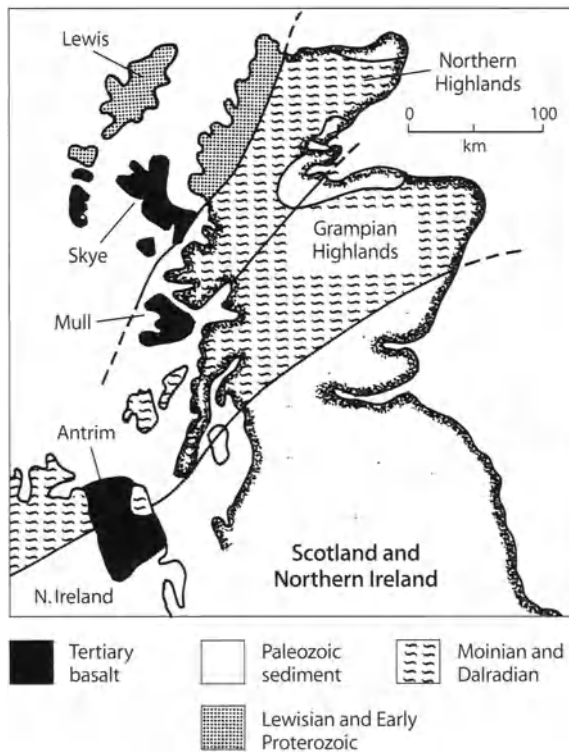 Lewis
Northern
Highlands
0 100
km
Skye
Grampian
Highlands
Mull
Antrim
Scotland and
Northern Ireland
N. Ireland
Tertiary
basalt
Paleozoic
sediment
Moinian and
Dalradian
Lewisian and Early
Proterozoic